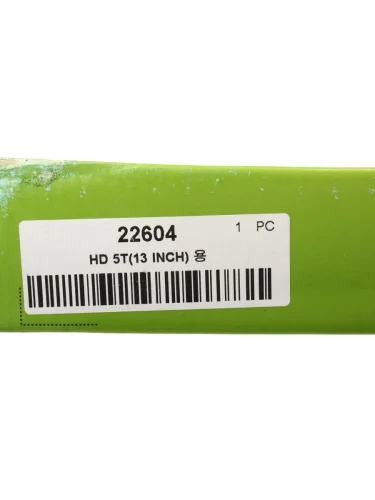 22604 1 PC
HD 5T(13 INCH) 용